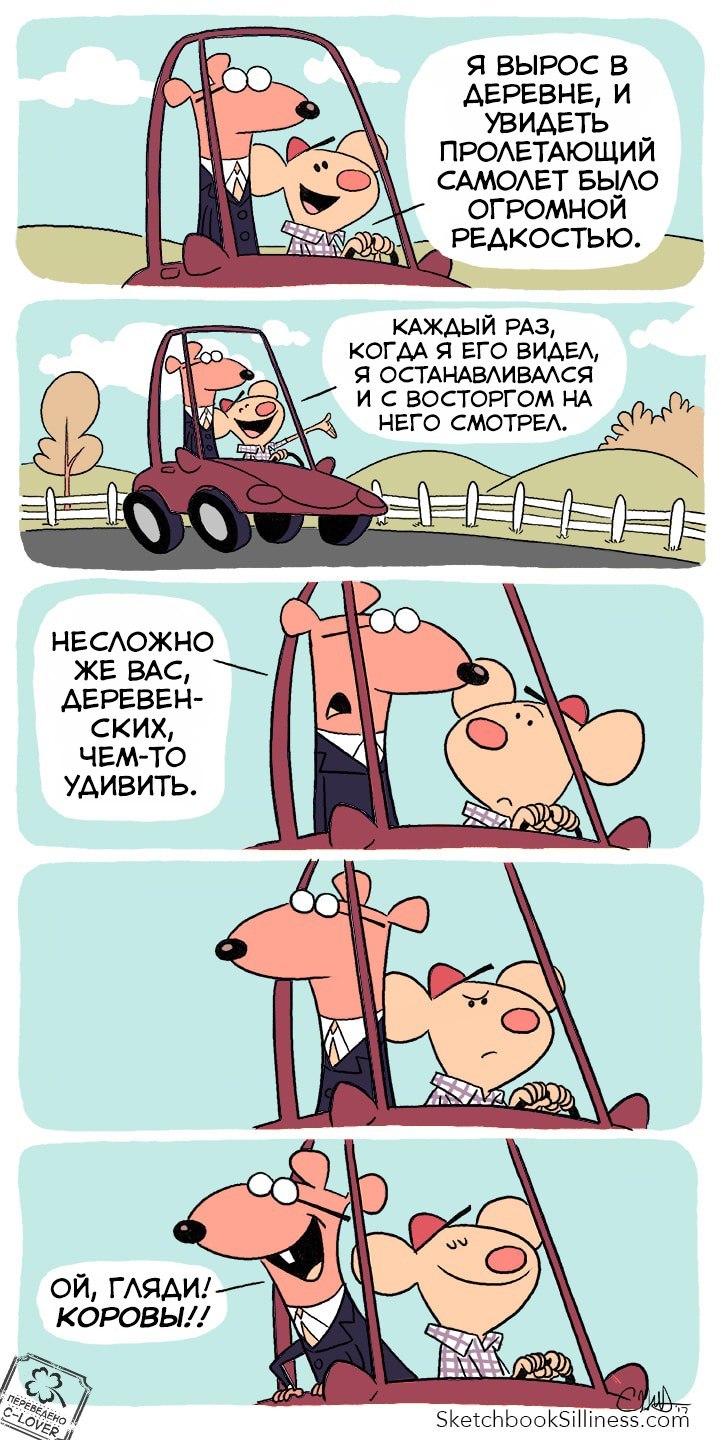 Я ВЫРОС В
ДЕРЕВНЕ, И
УВИДЕТЬ
ПРОЛЕТАЮЩИЙ
САМОЛЕТ БЫЛО
ОГРОМНОЙ
РЕДКОСТЬЮ.
КАЖДЫЙ РАЗ,
КОГДА Я ЕГО ВИДЕЛ,
Я ОСТАНАВЛИВАЛСЯ
И С ВОСТОРГОМ НА
НЕГО СМОТРЕЛ.
НЕСЛОЖНО
ЖЕ ВАС,
ДЕРЕВЕН-
СКИХ,
ЧЕМ-ТО
УДИВИТЬ.
ОЙ, ГЛЯДИ!
КОРОВЫ!!
ПЕРЕВЕДЕНО
C-LOVER
SketchbookSilliness.com